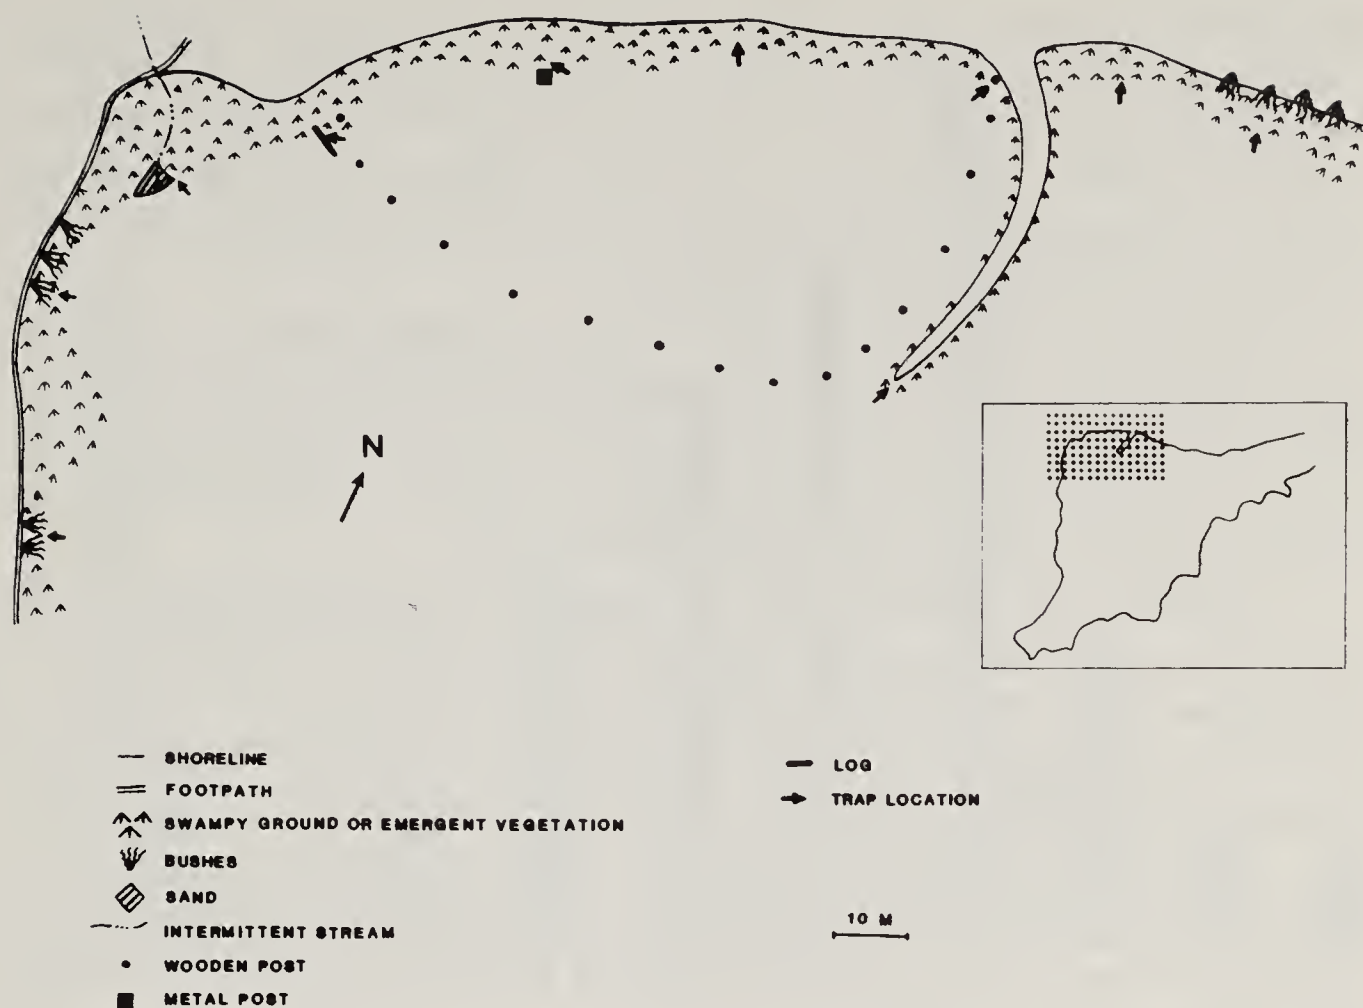 N
SHORELINE
FOOTPATH
SWAMPY GROUND OR EMERGENT VEGETATION
BUSHES
SAND
INTERMITTENT STREAM
WOODEN POST
METAL POST
LOG
TRAP LOCATION
10 M